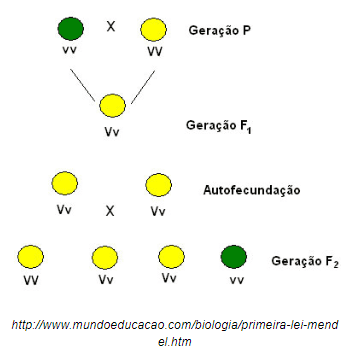 X
Geração P
vv VV
Vv
Geração F1
Autofecundação
Vv X Vv
Geração F2
VV Vv Vv vv
http://www.mundoeducacao.com/biologia/primeira-lei-mend
el.htm